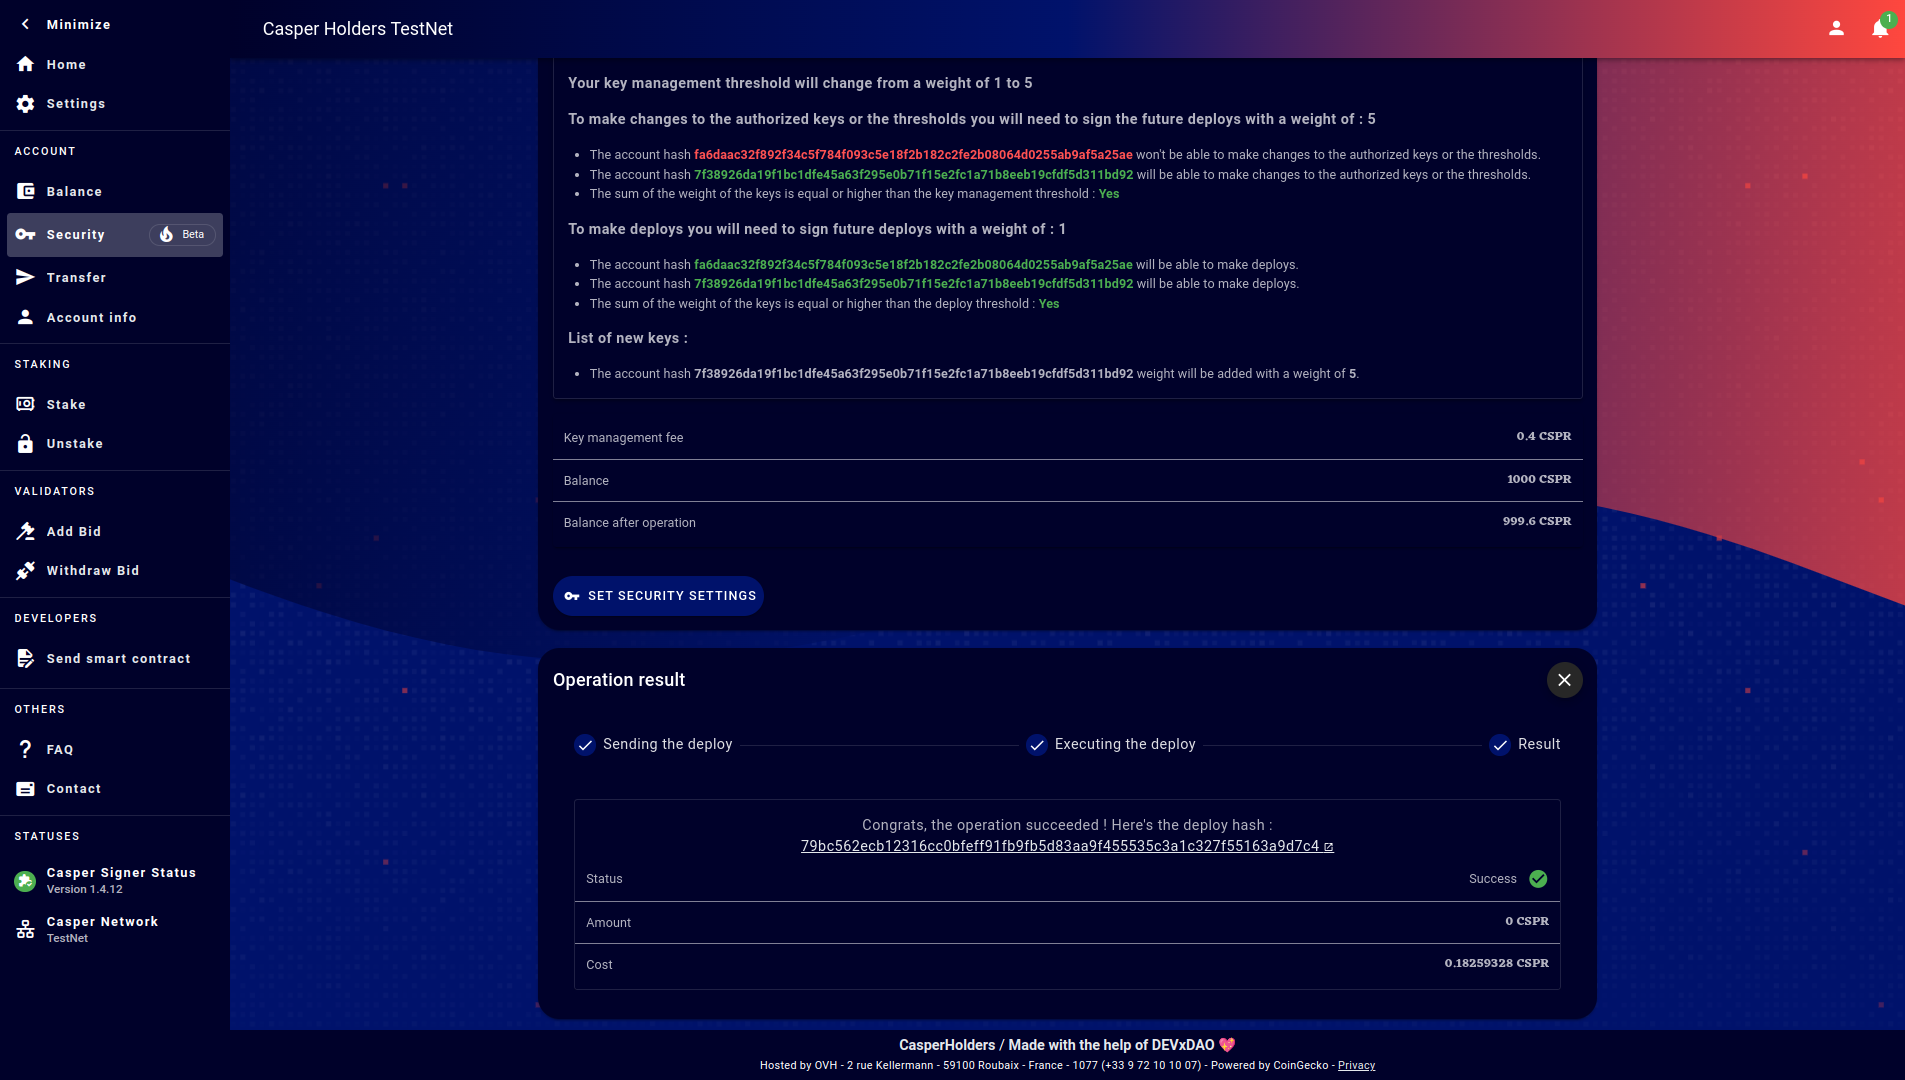 Minimize
Home
Settings
ACCOUNT
Balance
Security
Beta
Transfer
Account info
STAKING
Stake
Unstake
VALIDATORS
Add Bid
Withdraw Bid
DEVELOPERS
Send smart contract
OTHERS
FAQ
Contact
STATUSES
Casper Signer Status
Version 1.4.12
Casper Network
TestNet
Casper Holders TestNet
1
Your key management threshold will change from a weight of 1 to 5
To make changes to the authorized keys or the thresholds you will need to sign the future deploys with a weight of : 5
The account hash fa6daac32f892f34c5f784f093c5e18f2b182c2fe2b08064d0255ab9af5a25ae won't be able to make changes to the authorized keys or the thresholds.
The account hash 7f38926da19f1bc1dfe45a63f295e0b71f15e2fc1a71b8eeb19cfdf5d311bd92 will be able to make changes to the authorized keys or the thresholds.
The sum of the weight of the keys is equal or higher than the key management threshold : Yes
To make deploys you will need to sign future deploys with a weight of : 1
The account hash fa6daac32f892f34c5f784f093c5e18f2b182c2fe2b08064d0255ab9af5a25ae will be able to make deploys.
The account hash 7f38926da19f1bc1dfe45a63f295e0b71f15e2fc1a71b8eeb19cfdf5d311bd92 will be able to make deploys.
The sum of the weight of the keys is equal or higher than the deploy threshold : Yes
List of new keys :
The account hash 7f38926da19f1bc1dfe45a63f295e0b71f15e2fc1a71b8eeb19cfdf5d311bd92 weight will be added with a weight of 5.
Key management fee 0.4 CSPR
Balance 1000 CSPR
Balance after operation 999.6 CSPR
SET SECURITY SETTINGS
Operation result
Sending the deploy Executing the deploy Result
Congrats, the operation succeeded ! Here's the deploy hash :
79bc562ecb12316cc0bfeff91fb9fb5d83aa9f455535c3a1c327f55163a9d7c4
Status Success
Amount 0 CSPR
Cost 0.18259328 CSPR
CasperHolders / Made with the help of DEVxDAO 💖
Hosted by OVH - 2 rue Kellermann - 59100 Roubaix - France - 1077 (+33 9 72 10 10 07) - Powered by CoinGecko - Privacy